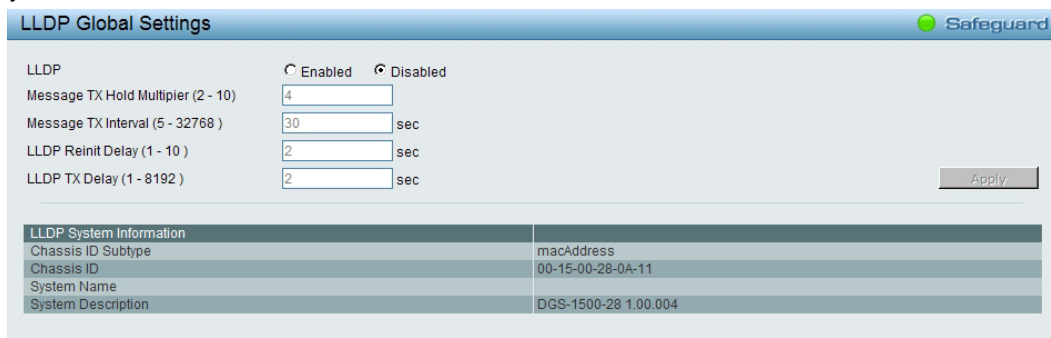 LLDP Global Settings Safeguard
LLDP Enabled Disabled
Message TX Hold Multipier (2 - 10) 4
Message TX Interval (5 - 32768 ) 30 sec
LLDP Reinit Delay (1 - 10 ) 2 sec
LLDP TX Delay (1 - 8192 ) 2 sec Apply
LLDP System Information
Chassis ID Subtype macAddress
Chassis ID 00-15-00-28-0A-11
System Name
System Description DGS-1500-28 1.00.004